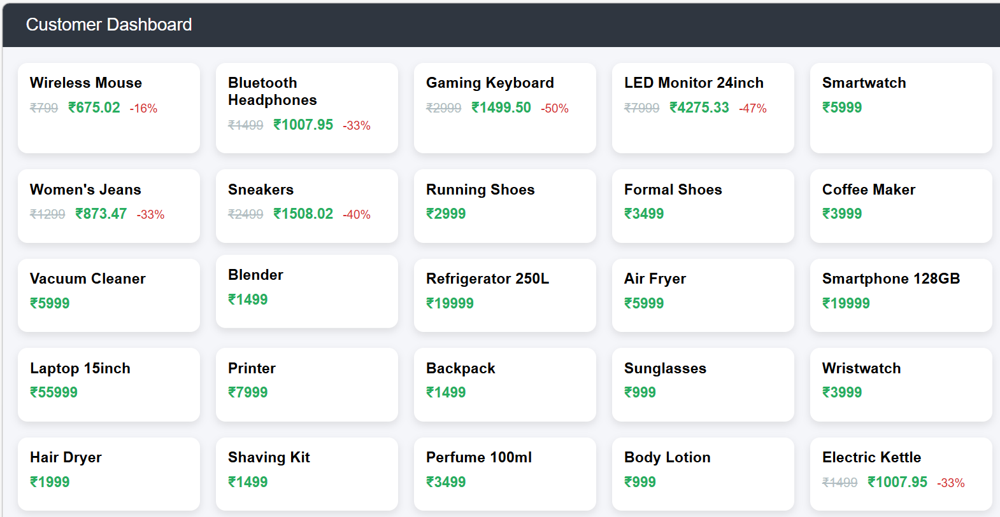 Customer Dashboard
Wireless Mouse
₹799 ₹675.02 -16%
Bluetooth
Headphones
₹1499 ₹1007.95 -33%
Gaming Keyboard
₹2999 ₹1499.50 -50%
LED Monitor 24inch
₹7999 ₹4275.33 -47%
Smartwatch
₹5999
Women's Jeans
₹1299 ₹873.47 -33%
Sneakers
₹2499 ₹1508.02 -40%
Running Shoes
₹2999
Formal Shoes
₹3499
Coffee Maker
₹3999
Vacuum Cleaner
₹5999
Blender
₹1499
Refrigerator 250L
₹19999
Air Fryer
₹5999
Smartphone 128GB
₹19999
Laptop 15inch
₹55999
Printer
₹7999
Backpack
₹1499
Sunglasses
₹999
Wristwatch
₹3999
Hair Dryer
₹1999
Shaving Kit
₹1499
Perfume 100ml
₹3499
Body Lotion
₹999
Electric Kettle
₹1499 ₹1007.95 -33%